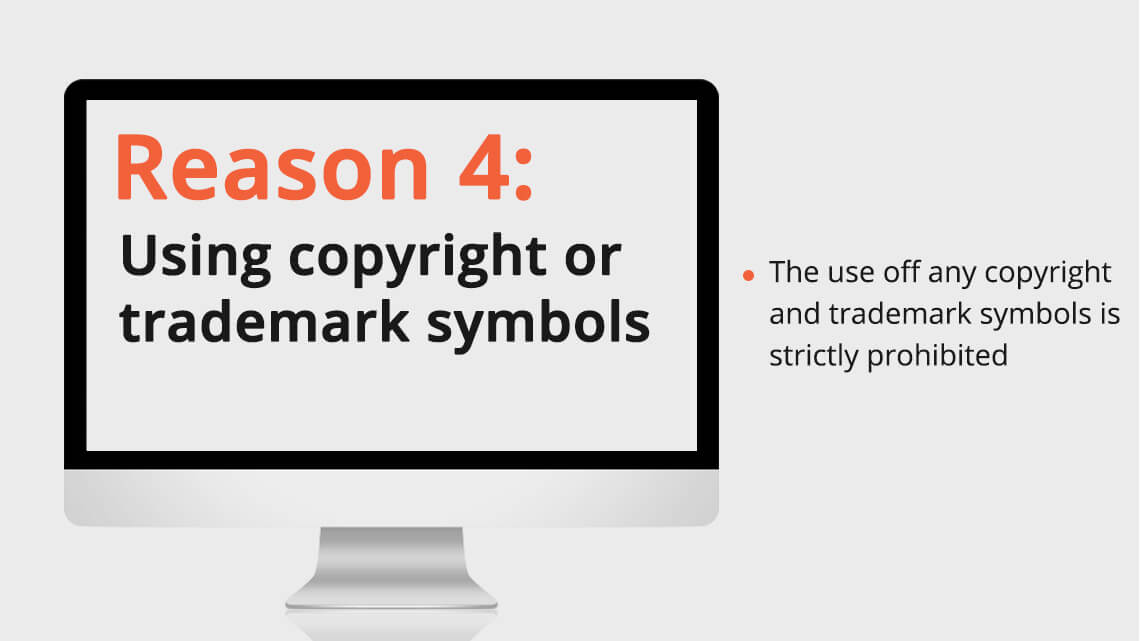 Reason 4:
Using copyright or
trademark symbols
The use off any copyright
and trademark symbols is
strictly prohibited